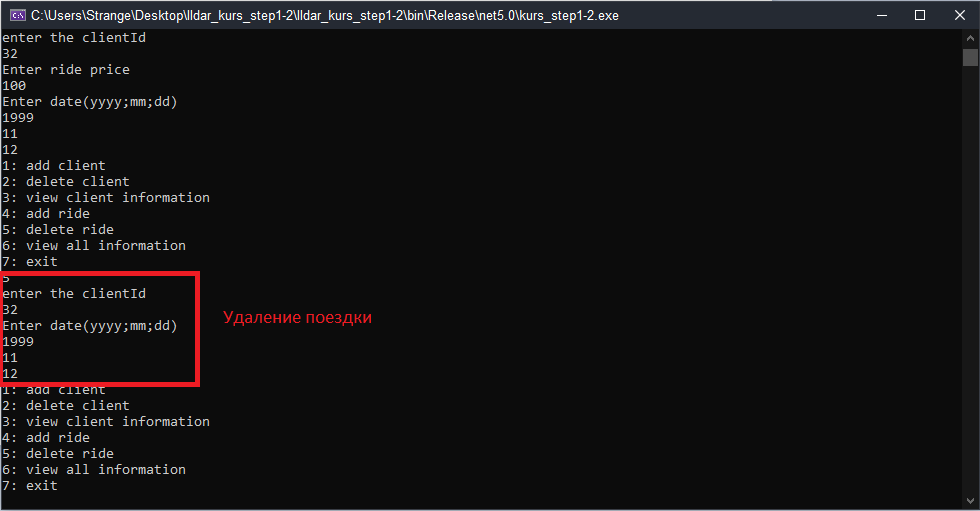 C:\Users\Strange\Desktop\Ildar_kurs_step1-2\Ildar_kurs_step1-2\bin\Release\net5.0\kurs_step1-2.exe
enter the clientId
32
Enter ride price
100
Enter date(yyyy;mm;dd)
1999
11
12
1: add client
2: delete client
3: view client information
4: add ride
5: delete ride
6: view all information
7: exit
5
enter the clientId
32
Enter date(yyyy;mm;dd)
Удаление поездки
1999
11
12
1: add client
2: delete client
3: view client information
4: add ride
5: delete ride
6: view all information
7: exit